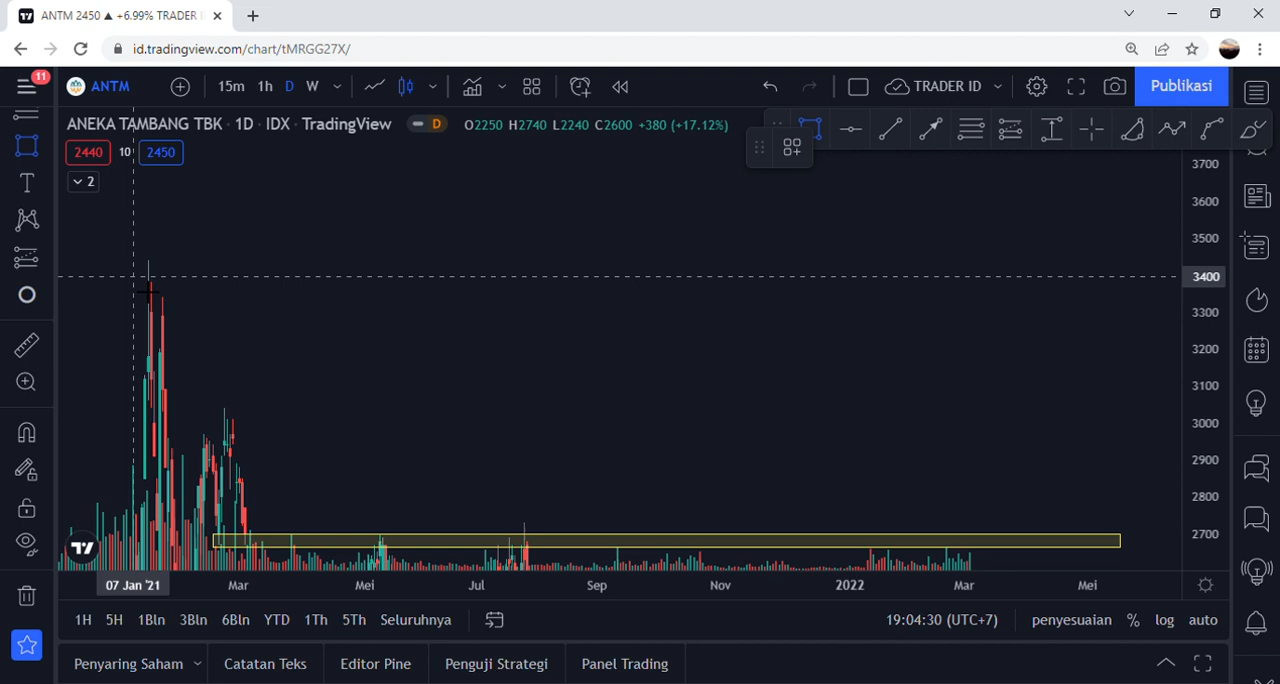 ANTM 2450 ▲ +6.99% TRADER
id.tradingview.com/chart/tMRGG27X/
11
ANTM
15m 1h D W
TRADER ID
Publikasi
ANEKA TAMBANG TBK · 1D · IDX · TradingView
D
O2250 H2740 L2240 C2600 +380 (+17.12%)
2440 10 2450
2
3700
3600
3500
3400
3300
3200
3100
3000
2900
2800
2700
07 Jan '21 Mar Mei Jul Sep Nov 2022 Mar Mei
1H 5H 1Bln 3Bln 6Bln YTD 1Th 5Th Seluruhnya
19:04:30 (UTC+7) penyesuaian % log auto
Penyaring Saham Catatan Teks Editor Pine Penguji Strategi Panel Trading